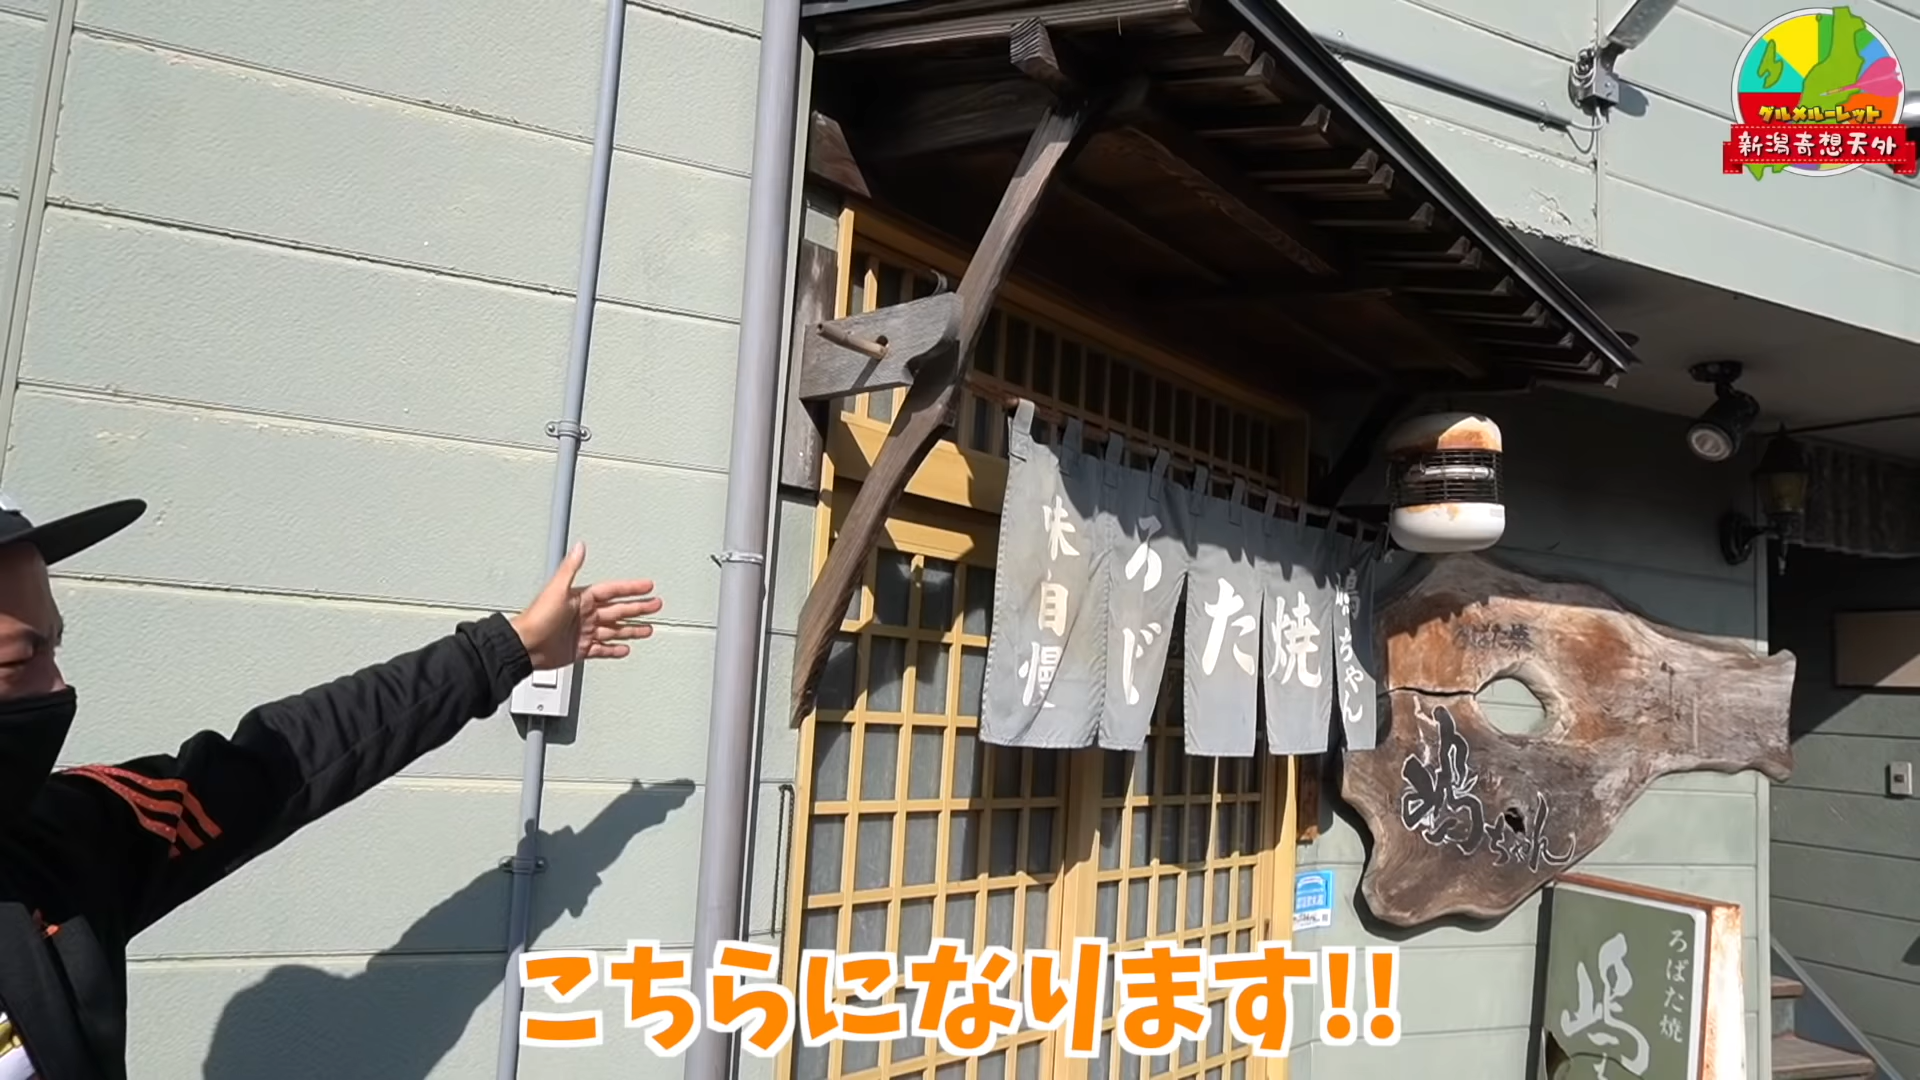 グルメルーレット
新潟奇想天外
味自慢
ろばた焼
嶋ちゃん
ろばた焼
嶋ちゃん
ろばた焼
嶋
こちらになります!!